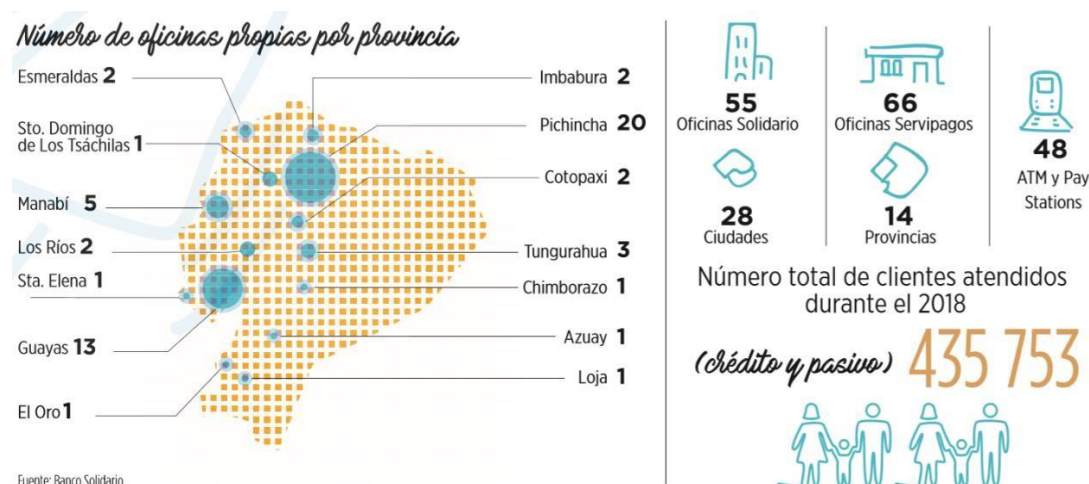 Número de oficinas propias por provincia
Esmeraldas 2
Sto. Domingo
de Los Tsáchilas 1
Manabí 5
Los Ríos 2
Sta. Elena 1
Guayas 13
El Oro 1
Imbabura 2
Pichincha 20
Cotopaxi 2
Tungurahua 3
Chimborazo 1
Azuay 1
Loja 1
Fuente: Banco Solidario
55
Oficinas Solidario
66
Oficinas Servipagos
48
ATM y Pay
Stations
28
Ciudades
14
Provincias
Número total de clientes atendidos
durante el 2018
(crédito y pasivo) 435 753